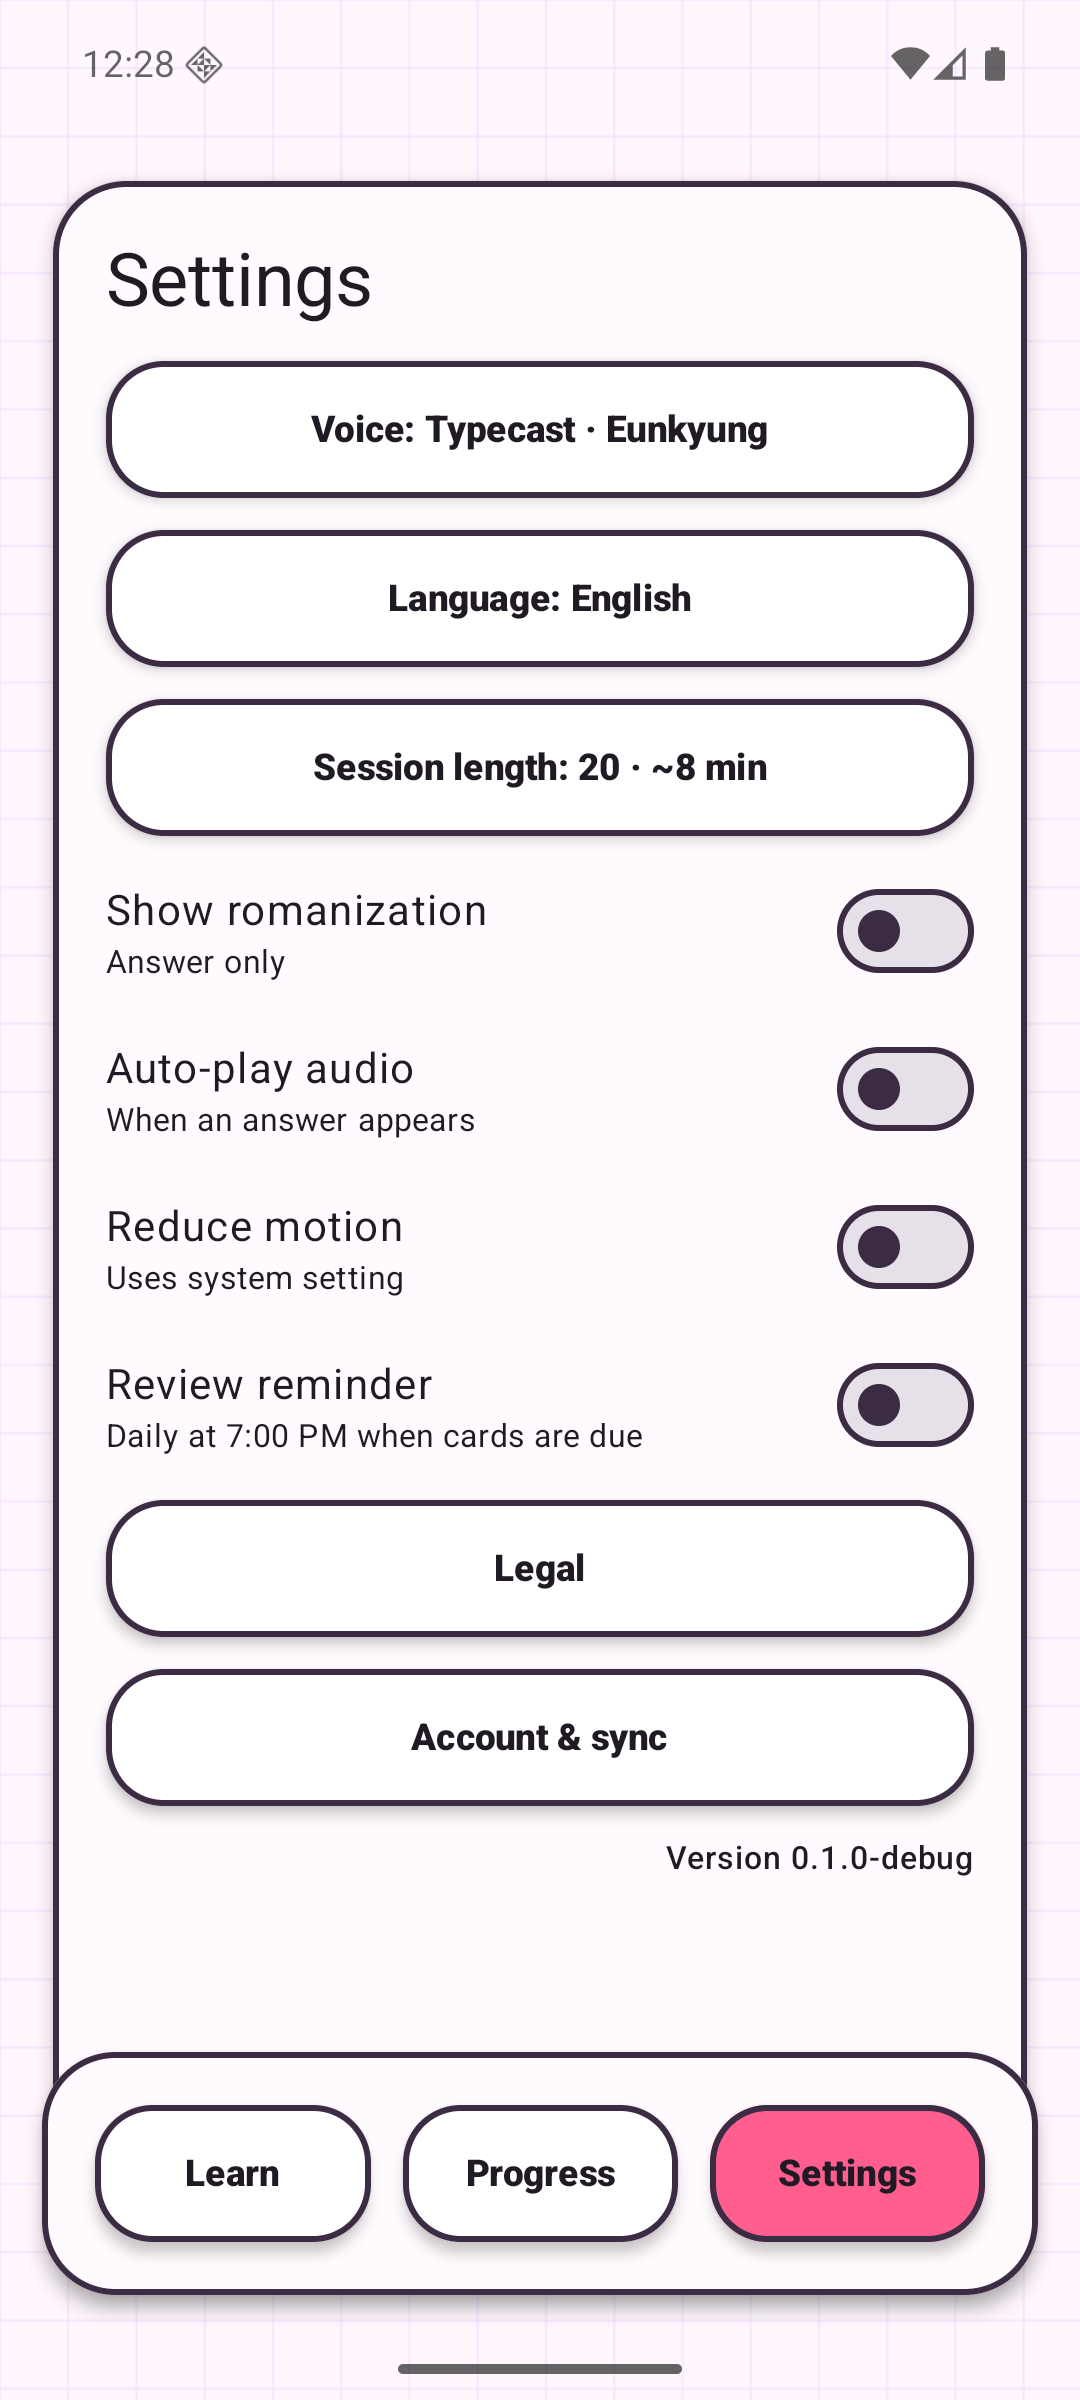 12:28
Settings
Voice: Typecast · Eunkyung
Language: English
Session length: 20 · ~8 min
Show romanization
Answer only
Auto-play audio
When an answer appears
Reduce motion
Uses system setting
Review reminder
Daily at 7:00 PM when cards are due
Legal
Account & sync
Version 0.1.0-debug
Learn Progress Settings